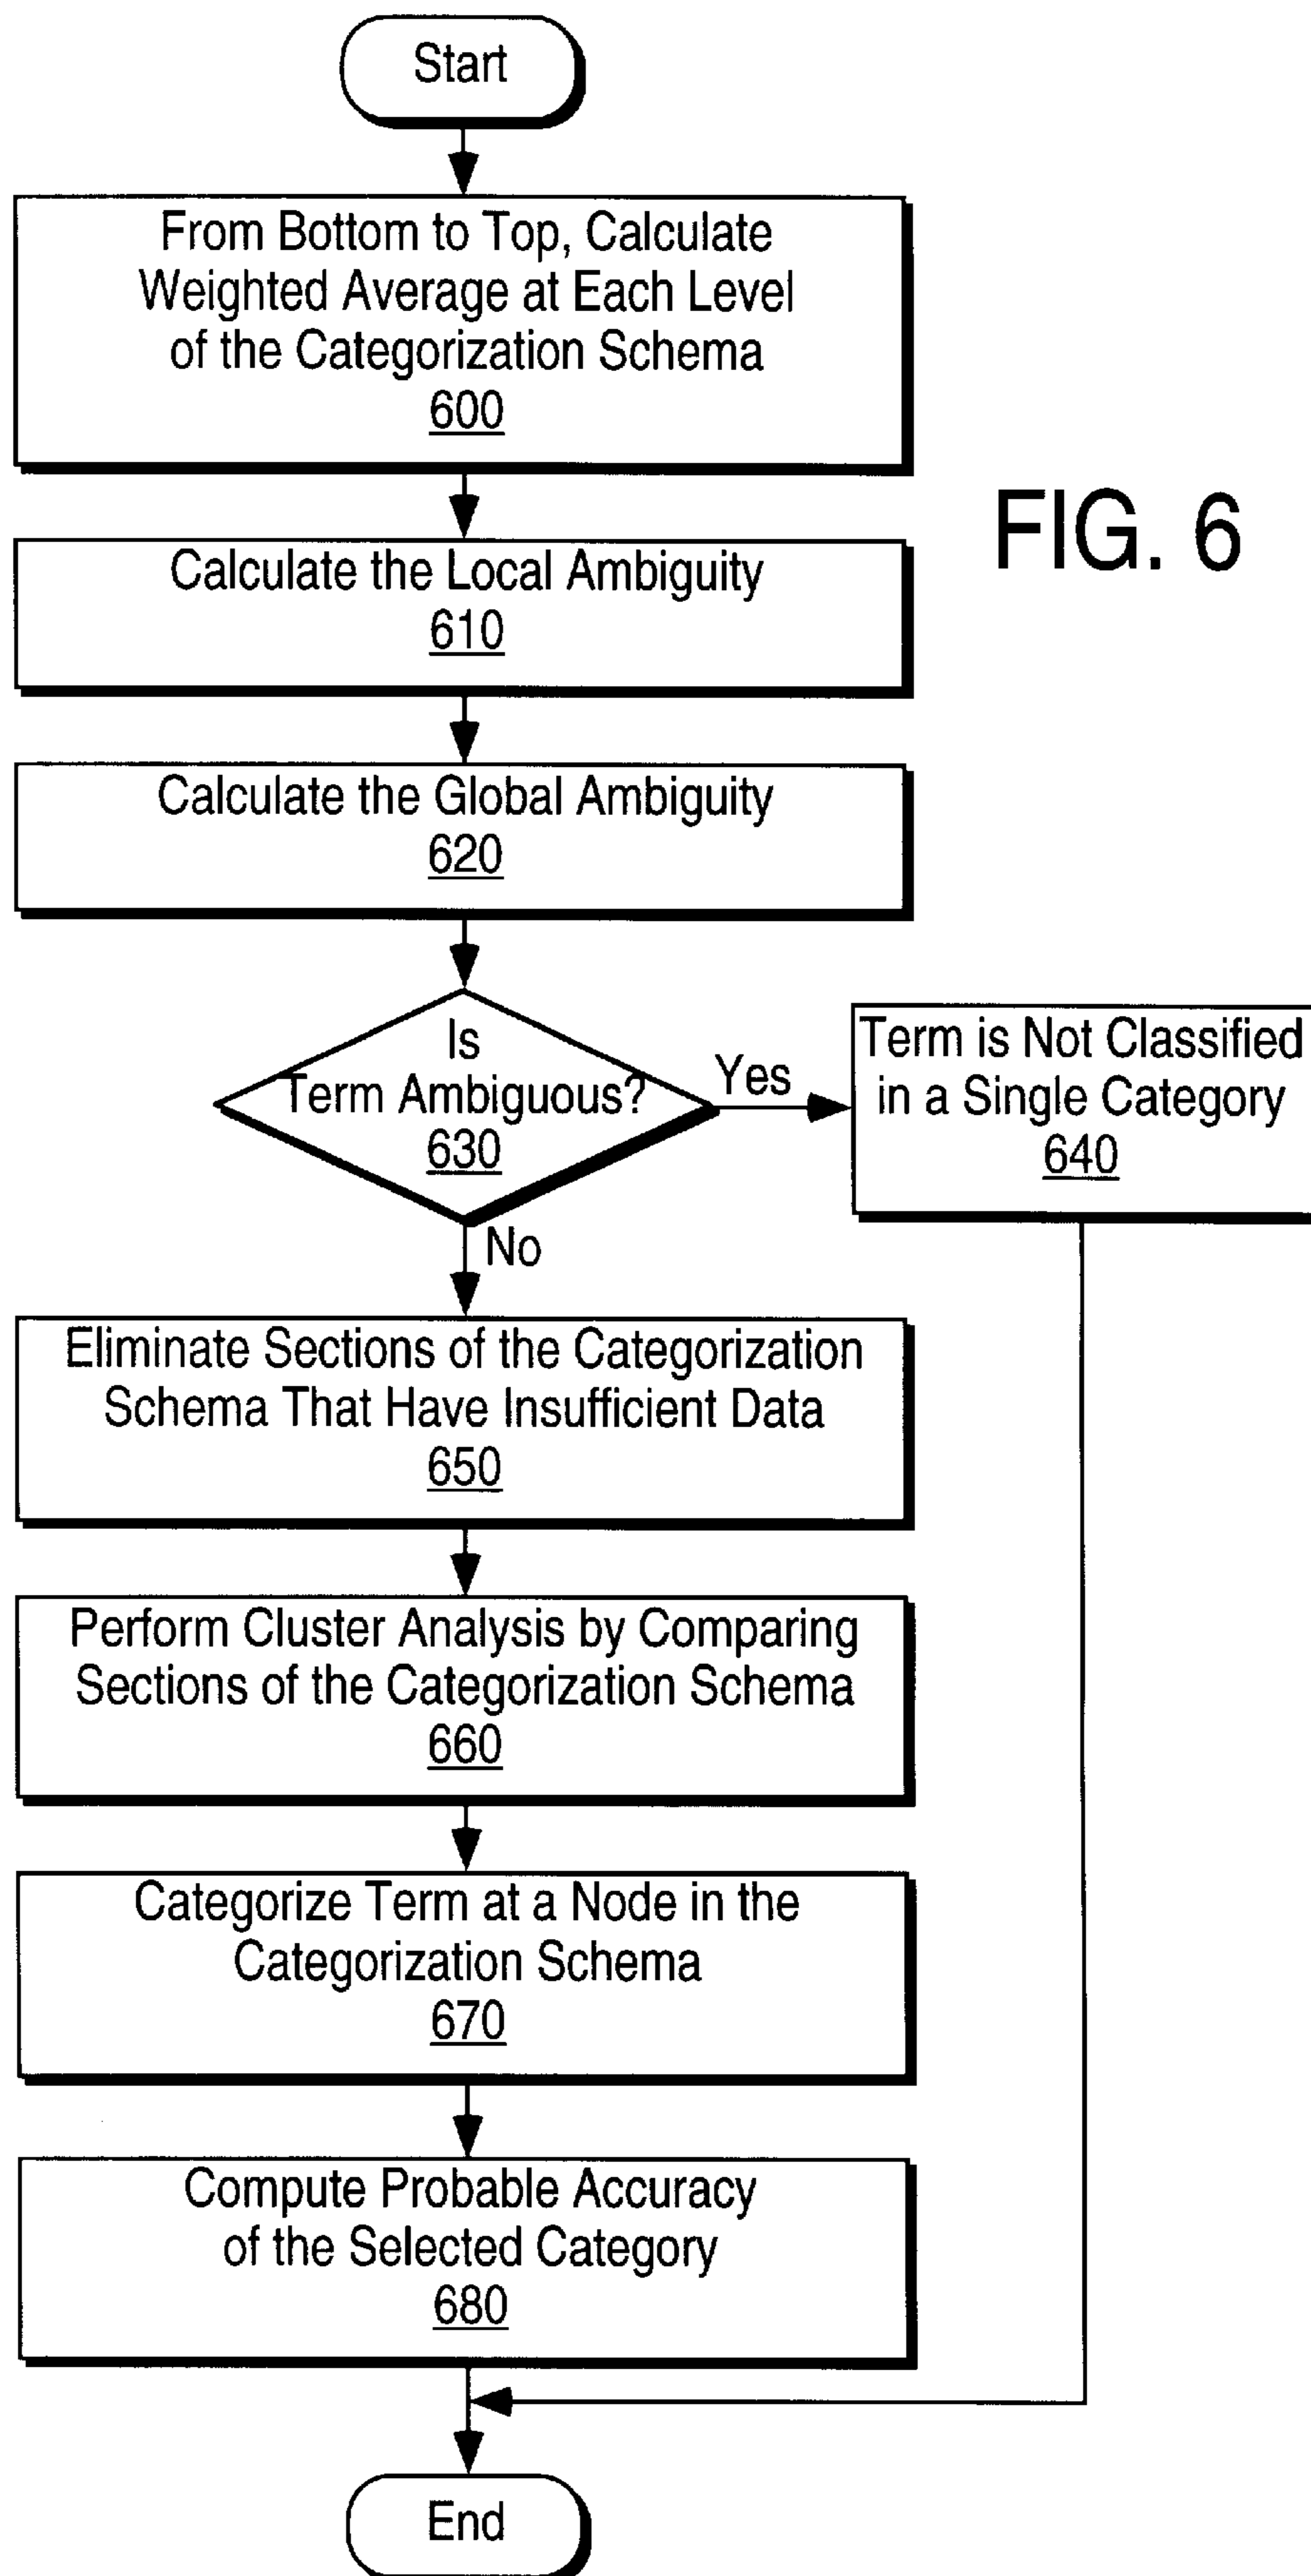 Start
From Bottom to Top, Calculate
Weighted Average at Each Level
of the Categorization Schema
600
FIG. 6
Calculate the Local Ambiguity
610
Calculate the Global Ambiguity
620
Is
Term Ambiguous?
630
Yes
Term is Not Classified
in a Single Category
640
No
Eliminate Sections of the Categorization
Schema That Have Insufficient Data
650
Perform Cluster Analysis by Comparing
Sections of the Categorization Schema
660
Categorize Term at a Node in the
Categorization Schema
670
Compute Probable Accuracy
of the Selected Category
680
End